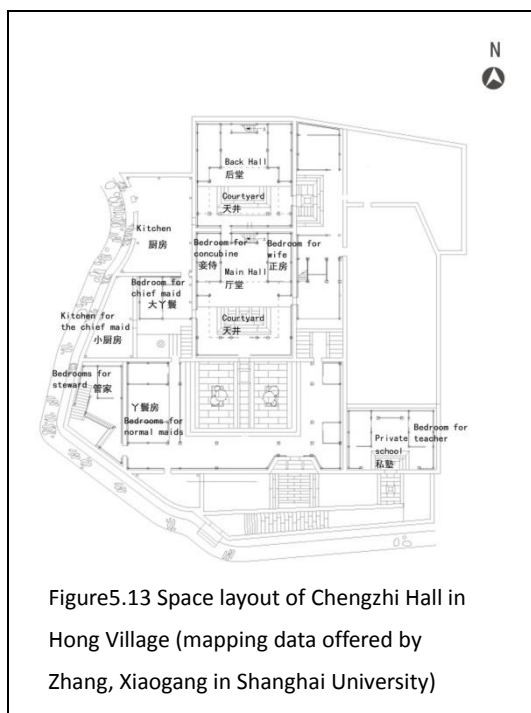 N
Back Hall
后堂
Courtyard
天井
Kitchen
厨房
Bedroom for
concubine
妾侍
Bedroom for
wife
正房
Main Hall
厅堂
Bedroom for
chief maid
大丫鬟
Courtyard
天井
Kitchen for
the chief maid
小厨房
Bedrooms for
steward
管家
丫鬟房
Bedrooms for
normal maids
Bedroom for
teacher
Private
school
私塾
Figure5.13 Space layout of Chengzhi Hall in
Hong Village (mapping data offered by
Zhang, Xiaogang in Shanghai University)